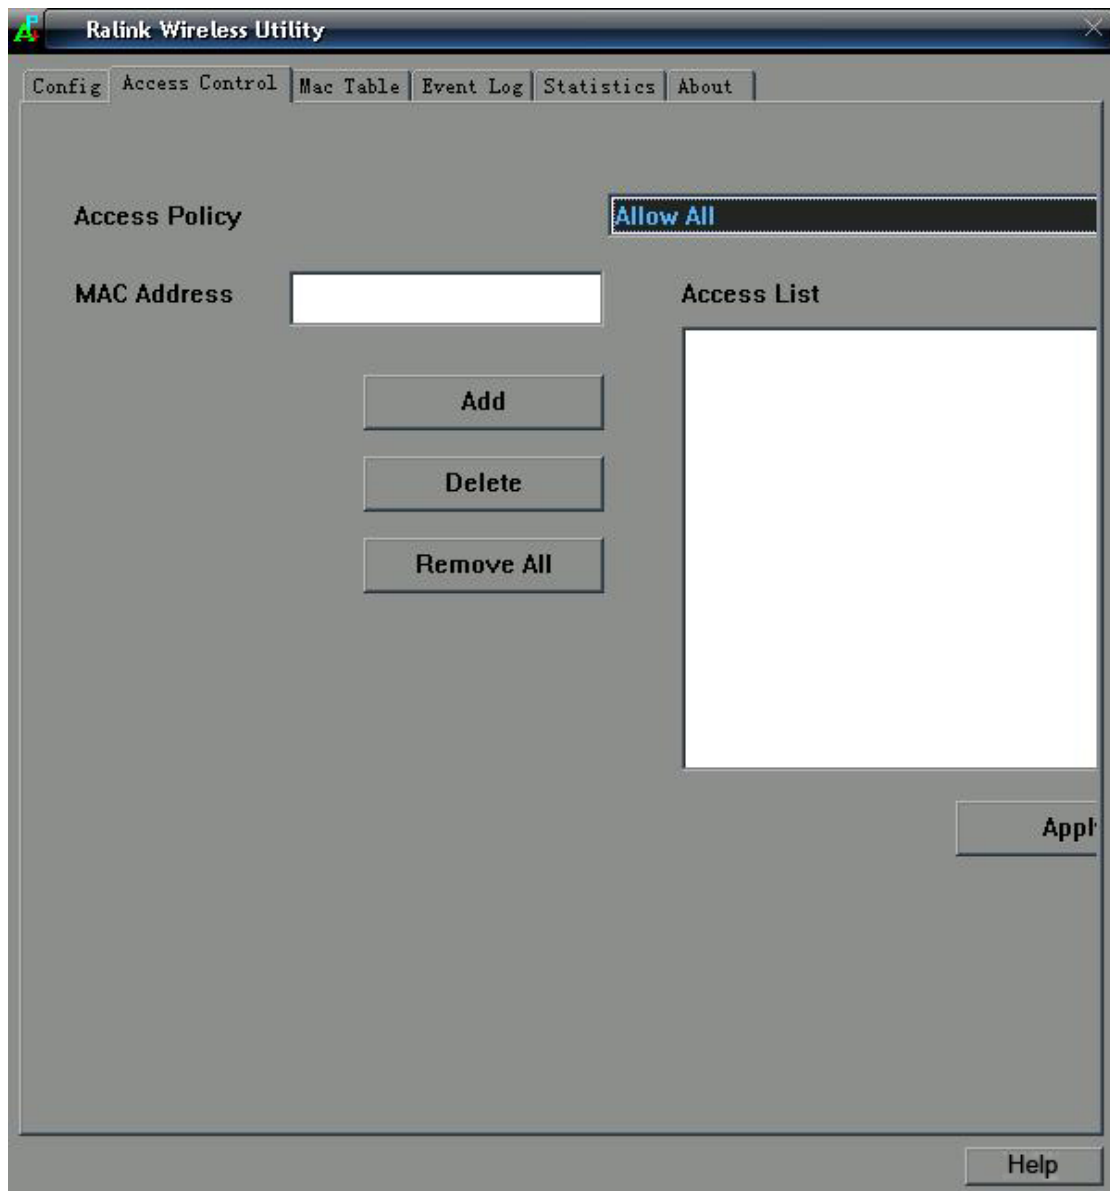 Ralink Wireless Utility
Config Access Control Mac Table Event Log Statistics About
Access Policy Allow All
MAC Address Access List
Add
Delete
Remove All
Help